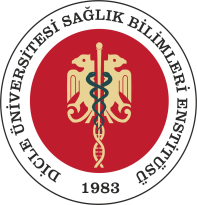 DİCLE ÜNİVERSİTESİ SAĞLIK BİLİMLERİ ENSTİTÜSÜ
1983